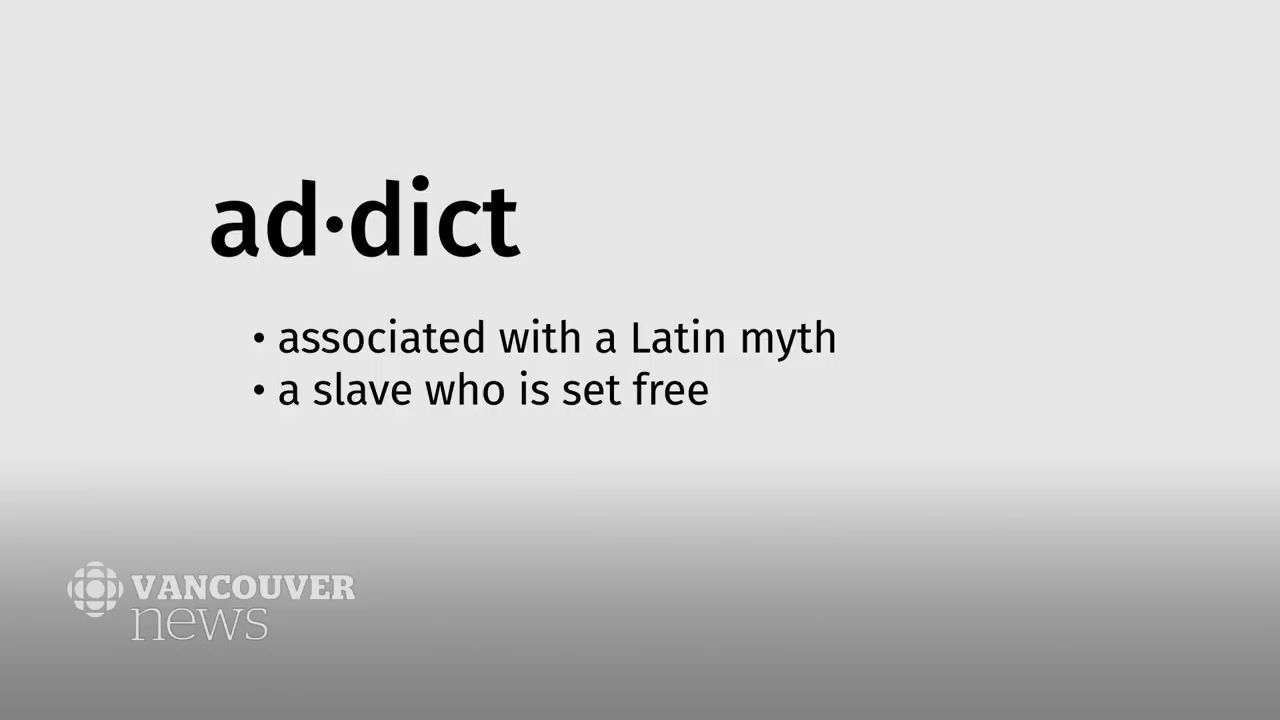 ad·dict
• associated with a Latin myth
• a slave who is set free
VANCOUVER
news